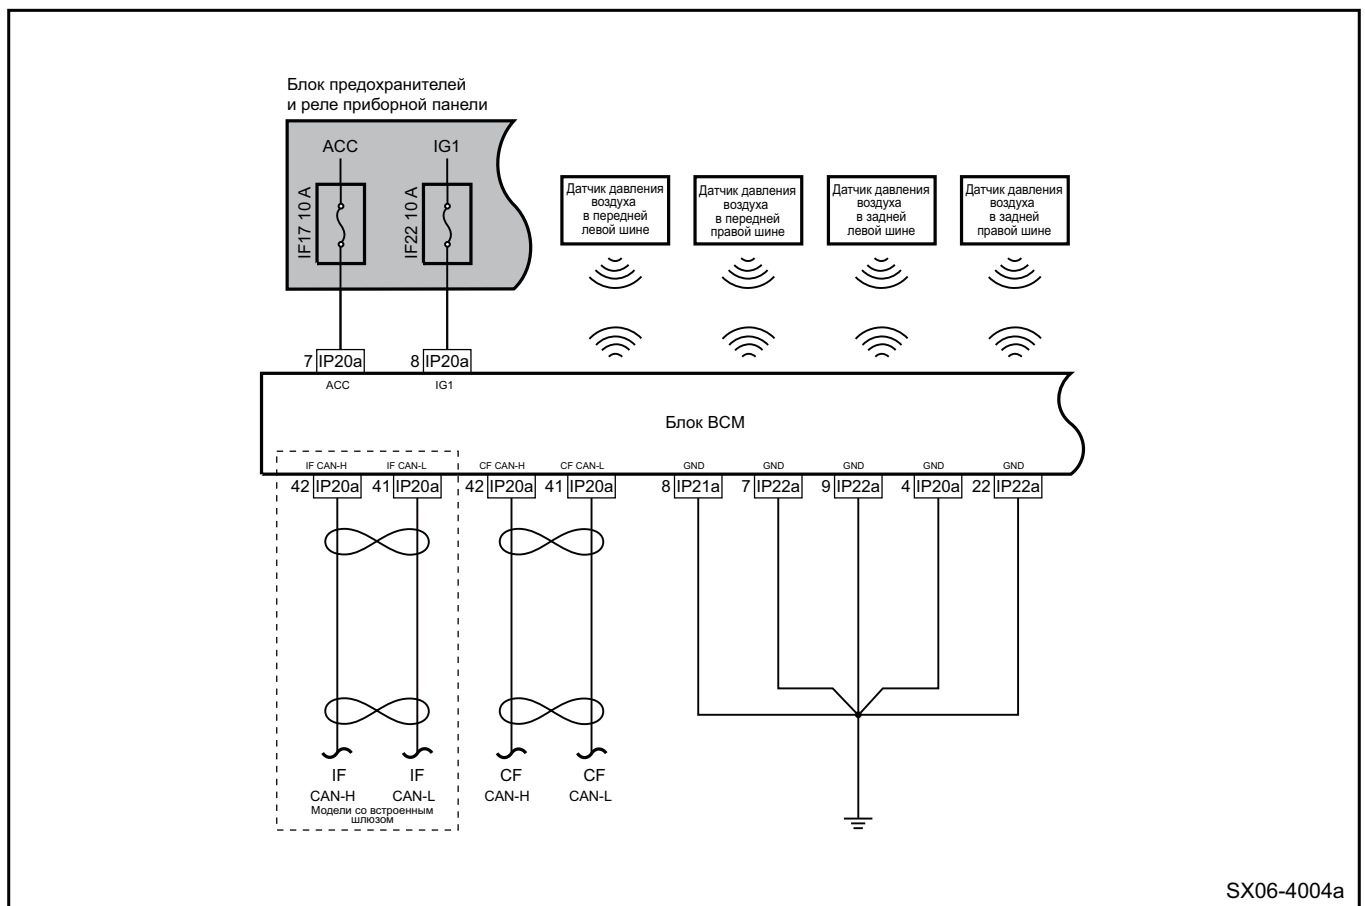 Блок предохранителей
и реле приборной панели
ACC
IG1
IF17 10 A
IF22 10 A
Датчик давления
воздуха
в передней
левой шине
Датчик давления
воздуха
в передней
правой шине
Датчик давления
воздуха
в задней
левой шине
Датчик давления
воздуха
в задней
правой шине
7 IP20a
8 IP20a
ACC
IG1
Блок BCM
IF CAN-H
IF CAN-L
CF CAN-H
CF CAN-L
GND
GND
GND
GND
GND
42 IP20a
41 IP20a
42 IP20a
41 IP20a
8 IP21a
7 IP22a
9 IP22a
4 IP20a
22 IP22a
IF
CAN-H
IF
CAN-L
CF
CAN-H
CF
CAN-L
Модели со встроенным
шлюзом
SX06-4004a